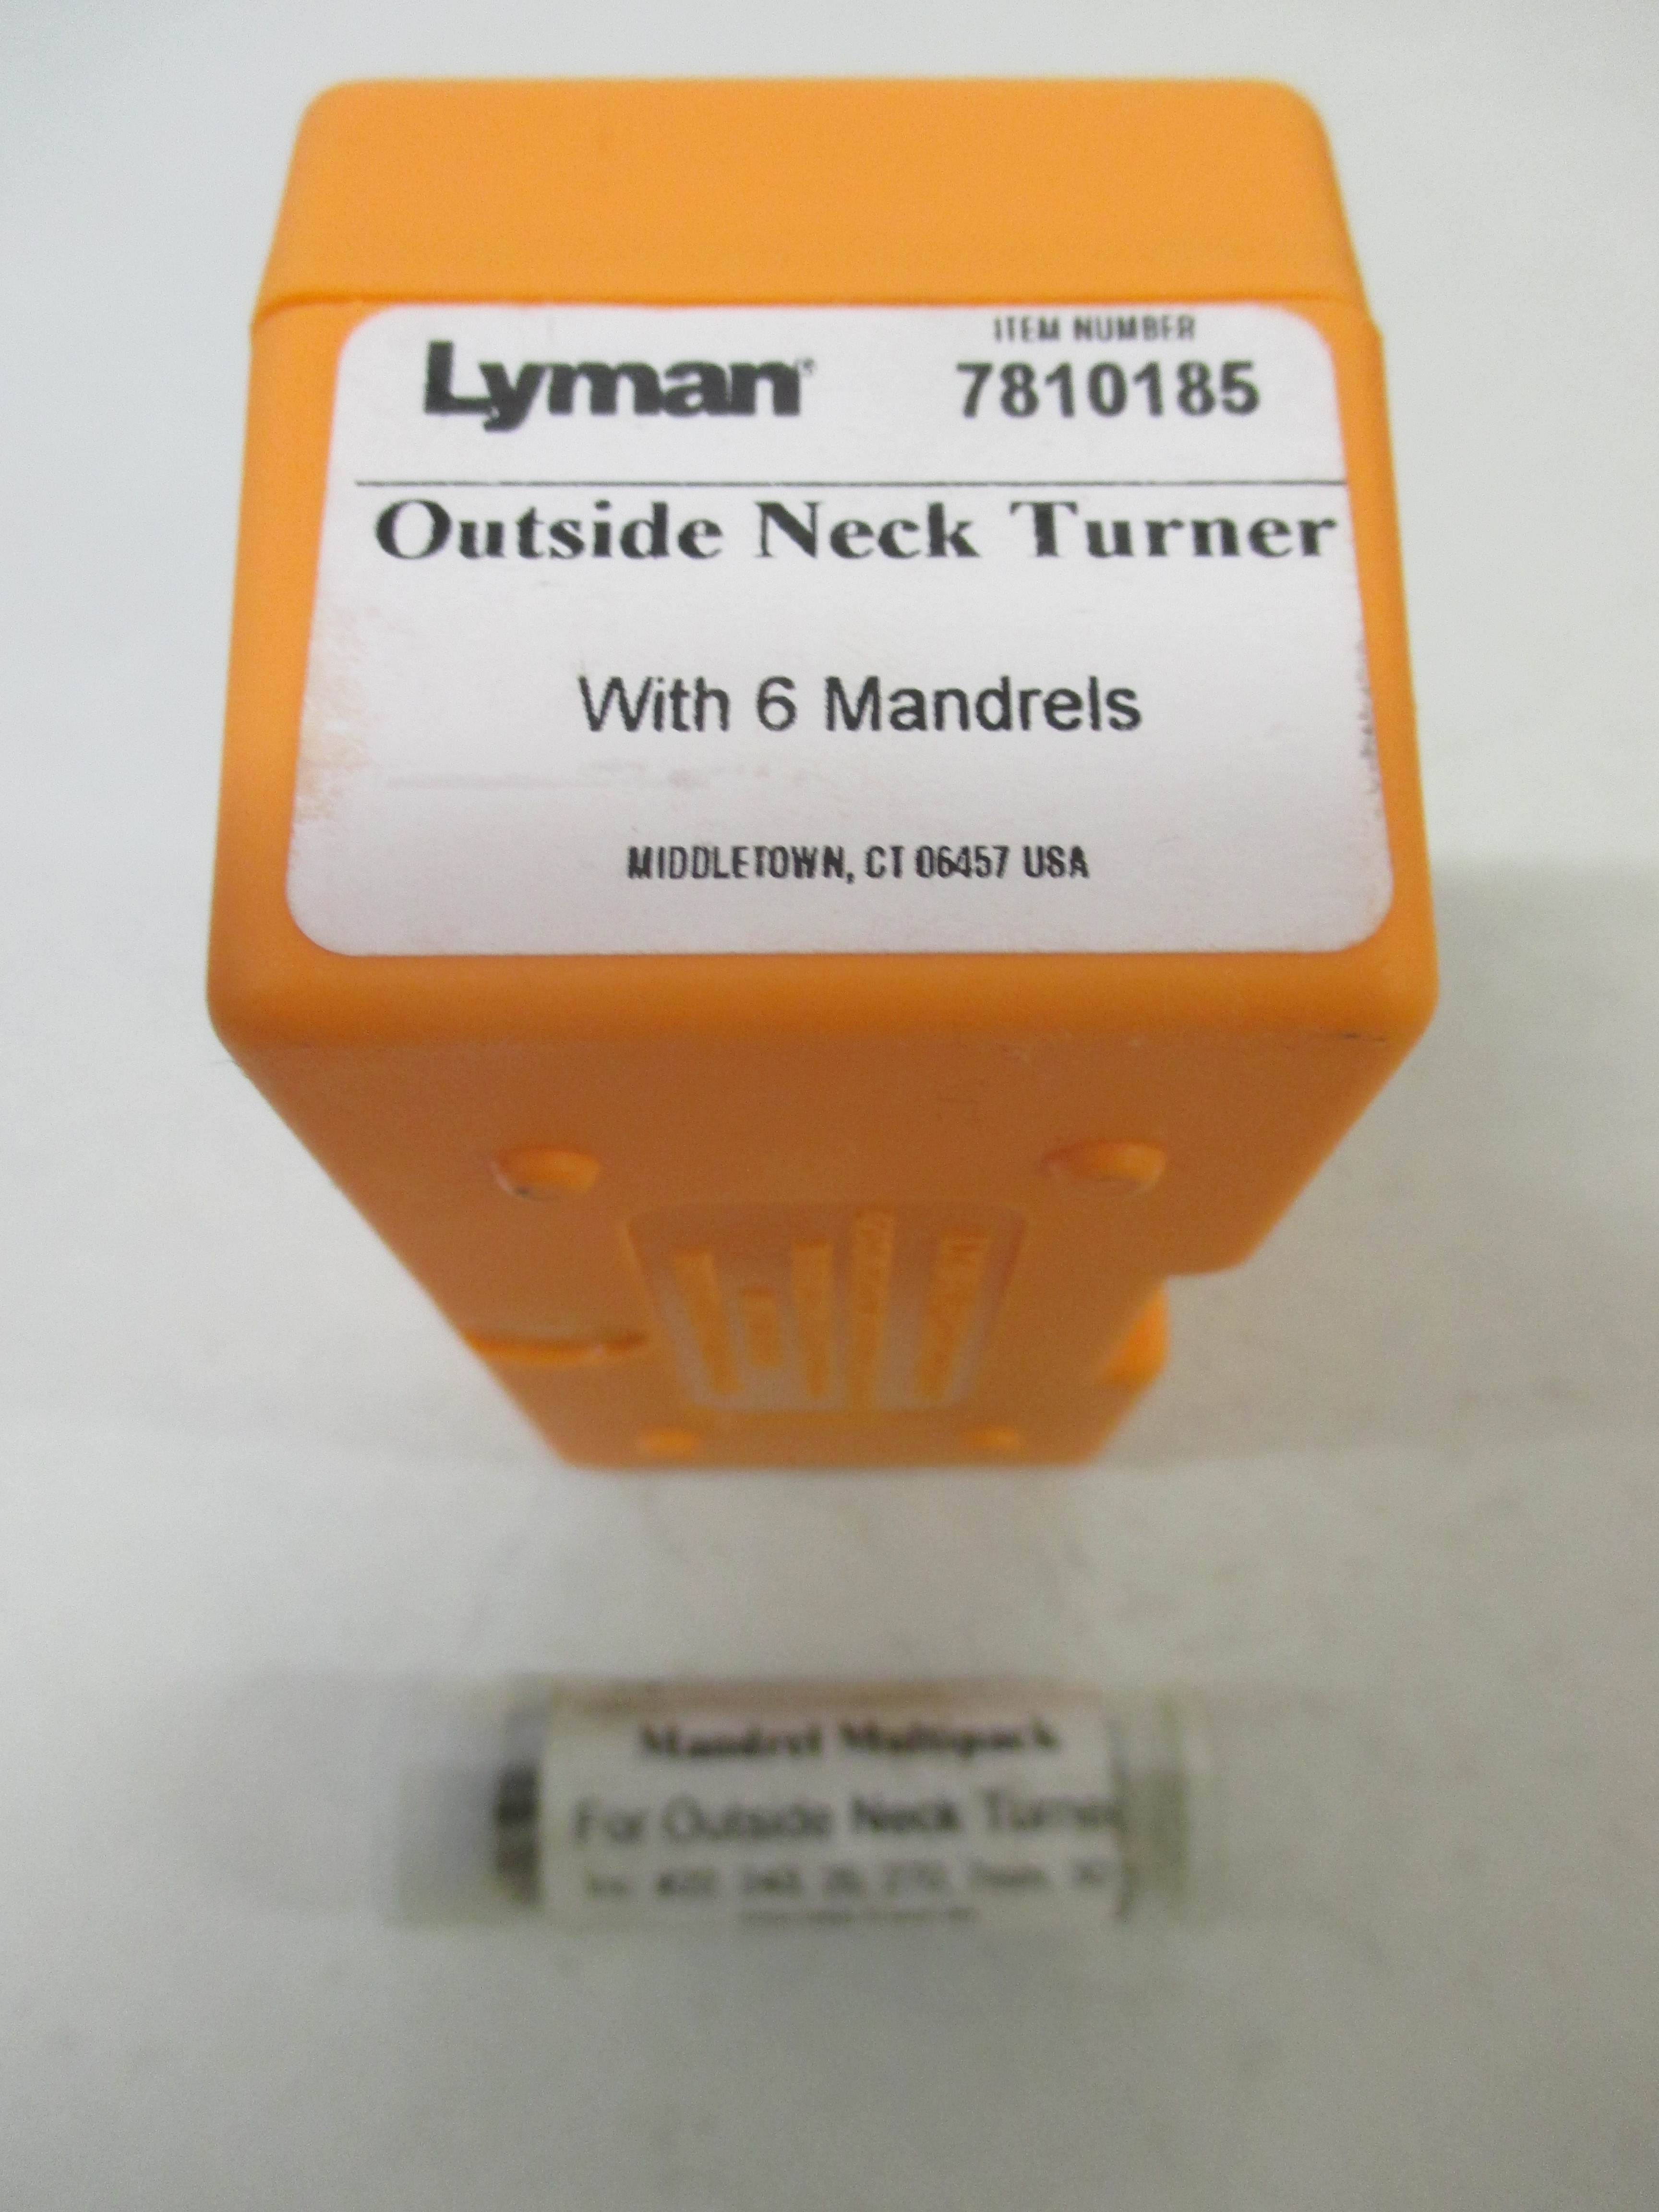 Lyman®
ITEM NUMBER
7810185
Outside Neck Turner
With 6 Mandrels
MIDDLETOWN, CT 06457 USA
Mandrel Multipack
For Outside Neck Turner